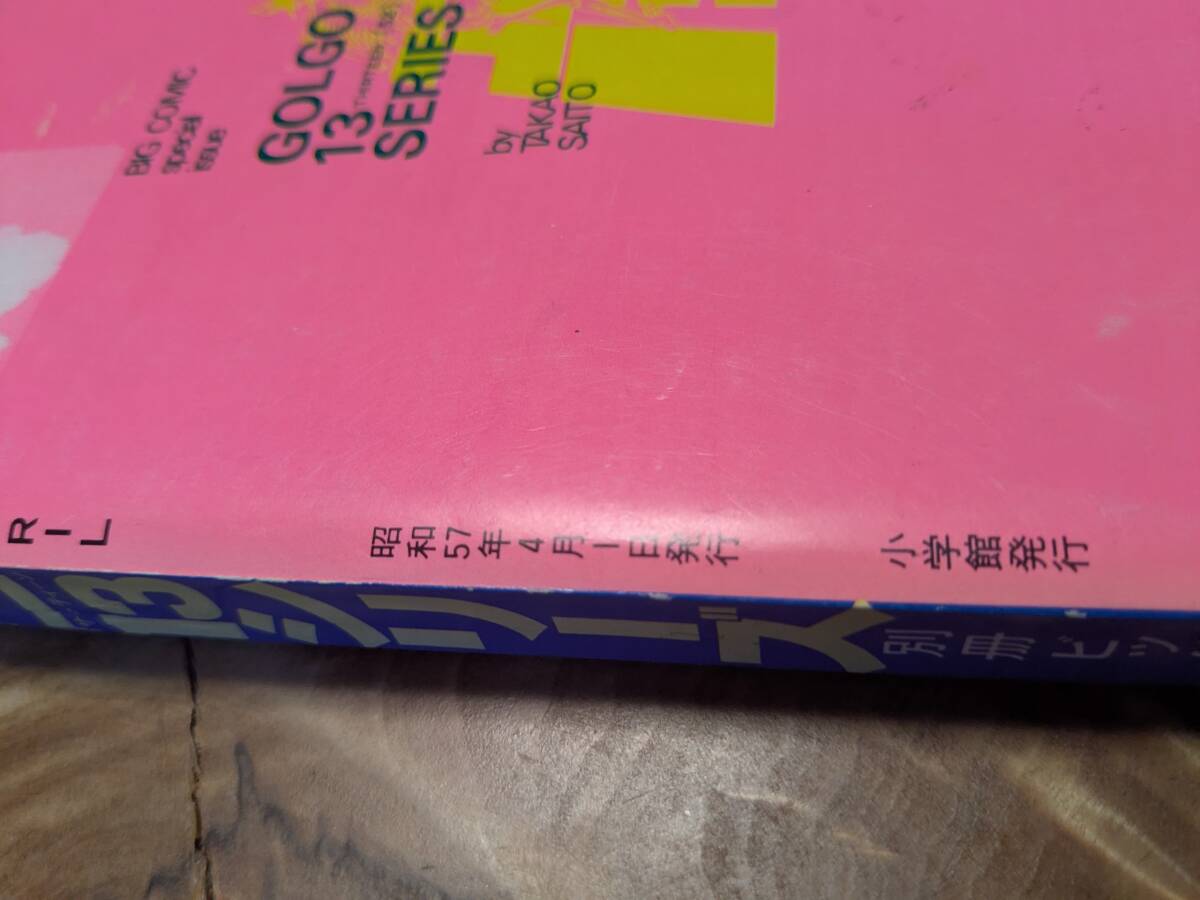 BIG COMIC
special
issue
GOLGO
13
SERIES
by
TAKAO
SAITO
RIL
昭和57年4月1日発行
小学館発行
13シリーズ 別冊ビッ